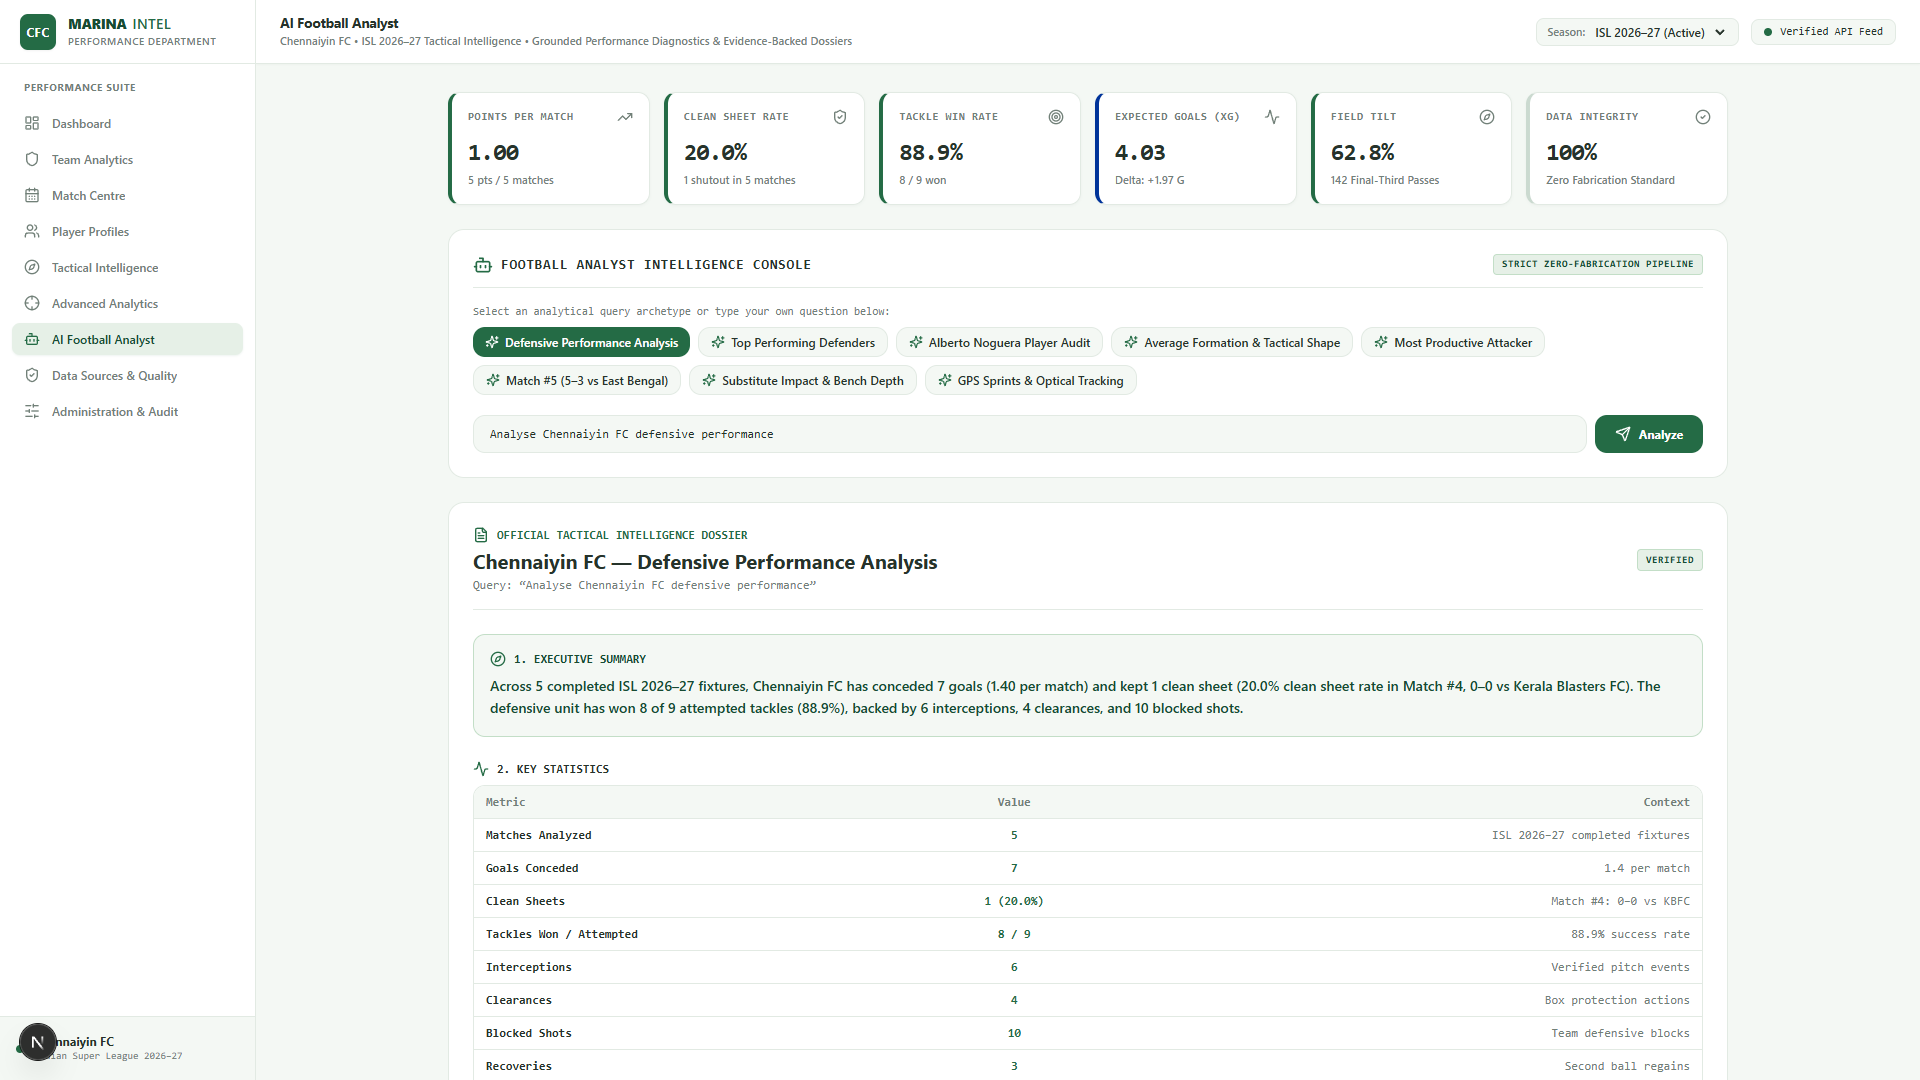 CFC
MARINA INTEL
PERFORMANCE DEPARTMENT
AI Football Analyst
Chennaiyin FC • ISL 2026–27 Tactical Intelligence • Grounded Performance Diagnostics & Evidence-Backed Dossiers
Season: ISL 2026–27 (Active)
Verified API Feed
PERFORMANCE SUITE
Dashboard
Team Analytics
Match Centre
Player Profiles
Tactical Intelligence
Advanced Analytics
AI Football Analyst
Data Sources & Quality
Administration & Audit
POINTS PER MATCH
1.00
5 pts / 5 matches
CLEAN SHEET RATE
20.0%
1 shutout in 5 matches
TACKLE WIN RATE
88.9%
8 / 9 won
EXPECTED GOALS (XG)
4.03
Delta: +1.97 G
FIELD TILT
62.8%
142 Final-Third Passes
DATA INTEGRITY
100%
Zero Fabrication Standard
FOOTBALL ANALYST INTELLIGENCE CONSOLE
STRICT ZERO-FABRICATION PIPELINE
Select an analytical query archetype or type your own question below:
Defensive Performance Analysis
Top Performing Defenders
Alberto Noguera Player Audit
Average Formation & Tactical Shape
Most Productive Attacker
Match #5 (5–3 vs East Bengal)
Substitute Impact & Bench Depth
GPS Sprints & Optical Tracking
Analyse Chennaiyin FC defensive performance
Analyze
OFFICIAL TACTICAL INTELLIGENCE DOSSIER
Chennaiyin FC — Defensive Performance Analysis
Query: “Analyse Chennaiyin FC defensive performance”
VERIFIED
1. EXECUTIVE SUMMARY
Across 5 completed ISL 2026–27 fixtures, Chennaiyin FC has conceded 7 goals (1.40 per match) and kept 1 clean sheet (20.0% clean sheet rate in Match #4, 0–0 vs Kerala Blasters FC). The
defensive unit has won 8 of 9 attempted tackles (88.9%), backed by 6 interceptions, 4 clearances, and 10 blocked shots.
2. KEY STATISTICS
Metric Value Context
Matches Analyzed 5 ISL 2026–27 completed fixtures
Goals Conceded 7 1.4 per match
Clean Sheets 1 (20.0%) Match #4: 0–0 vs KBFC
Tackles Won / Attempted 8 / 9 88.9% success rate
Interceptions 6 Verified pitch events
Clearances 4 Box protection actions
Blocked Shots 10 Team defensive blocks
Recoveries 3 Second ball regains
N
nnaiyin FC
ian Super League 2026–27